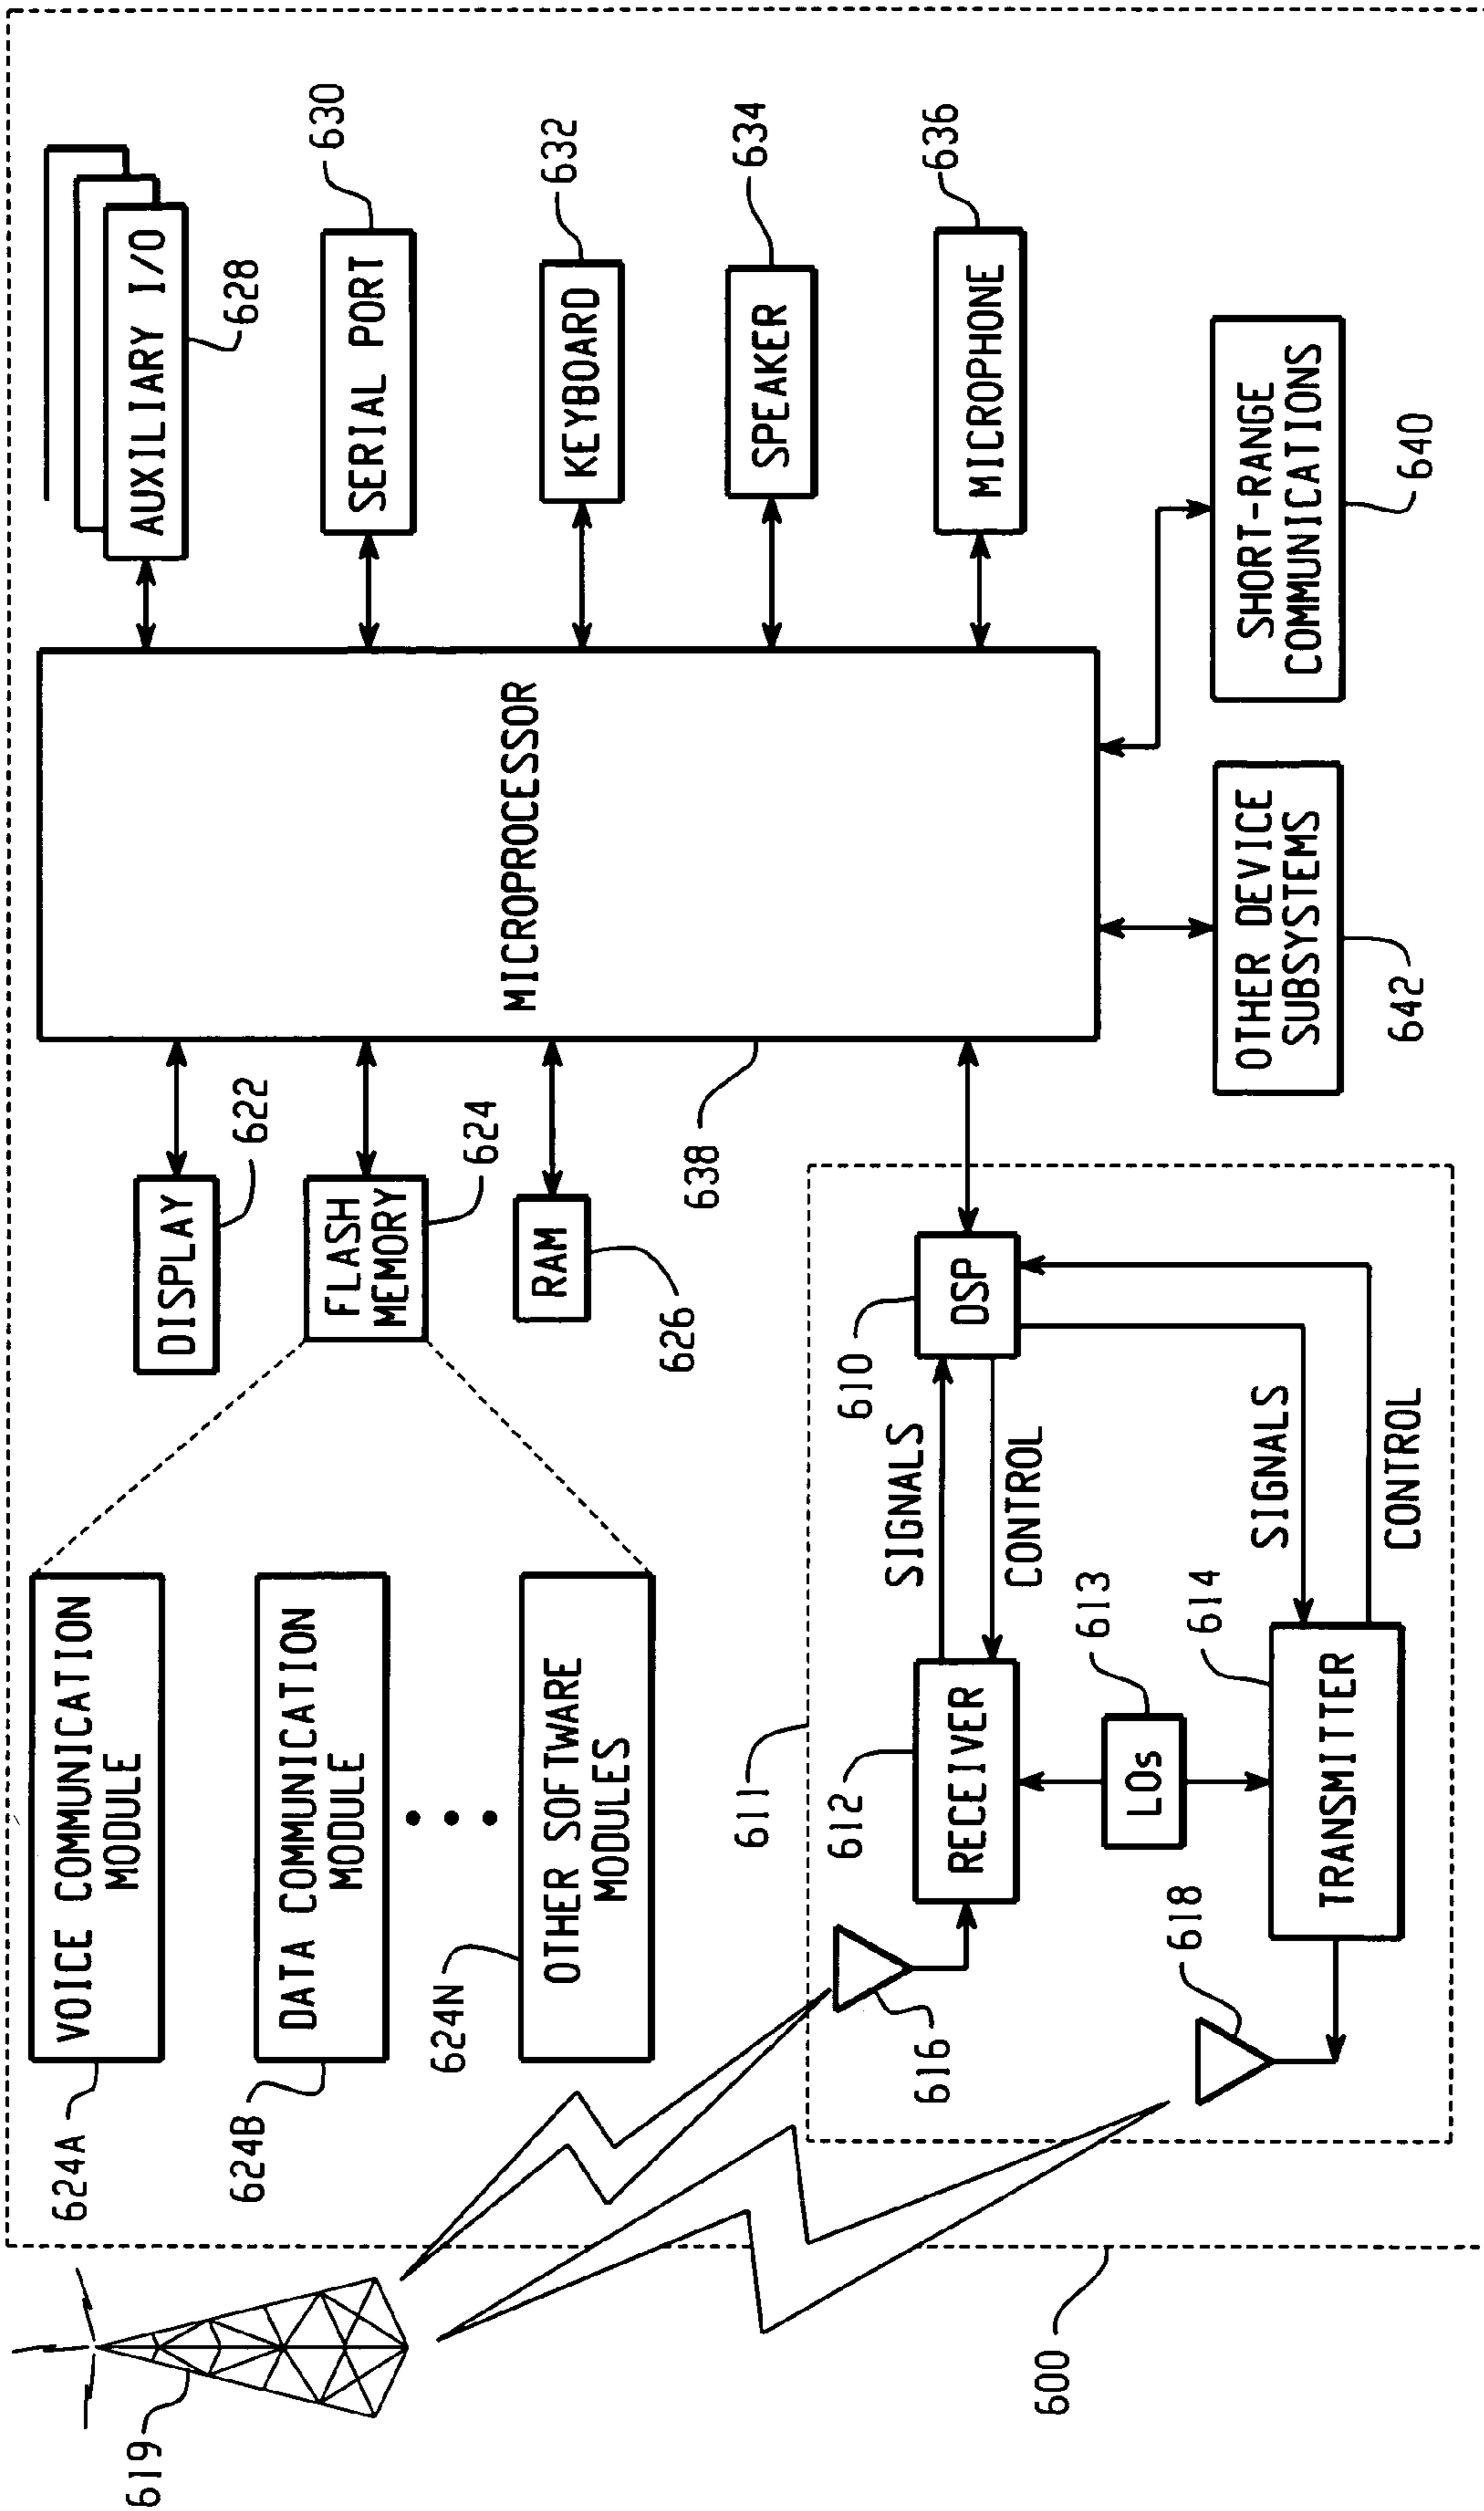 619
600
624A
VOICE COMMUNICATION
MODULE
624B
DATA COMMUNICATION
MODULE
624N
OTHER SOFTWARE
MODULES
DISPLAY
622
FLASH
MEMORY
624
RAM
626
638
MICROPROCESSOR
AUXILIARY I/O
628
SERIAL PORT
630
KEYBOARD
632
SPEAKER
634
MICROPHONE
636
SHORT-RANGE
COMMUNICATIONS
640
OTHER DEVICE
SUBSYSTEMS
642
611
616
612
RECEIVER
SIGNALS
CONTROL
610
DSP
LOs
613
618
614
TRANSMITTER
SIGNALS
CONTROL